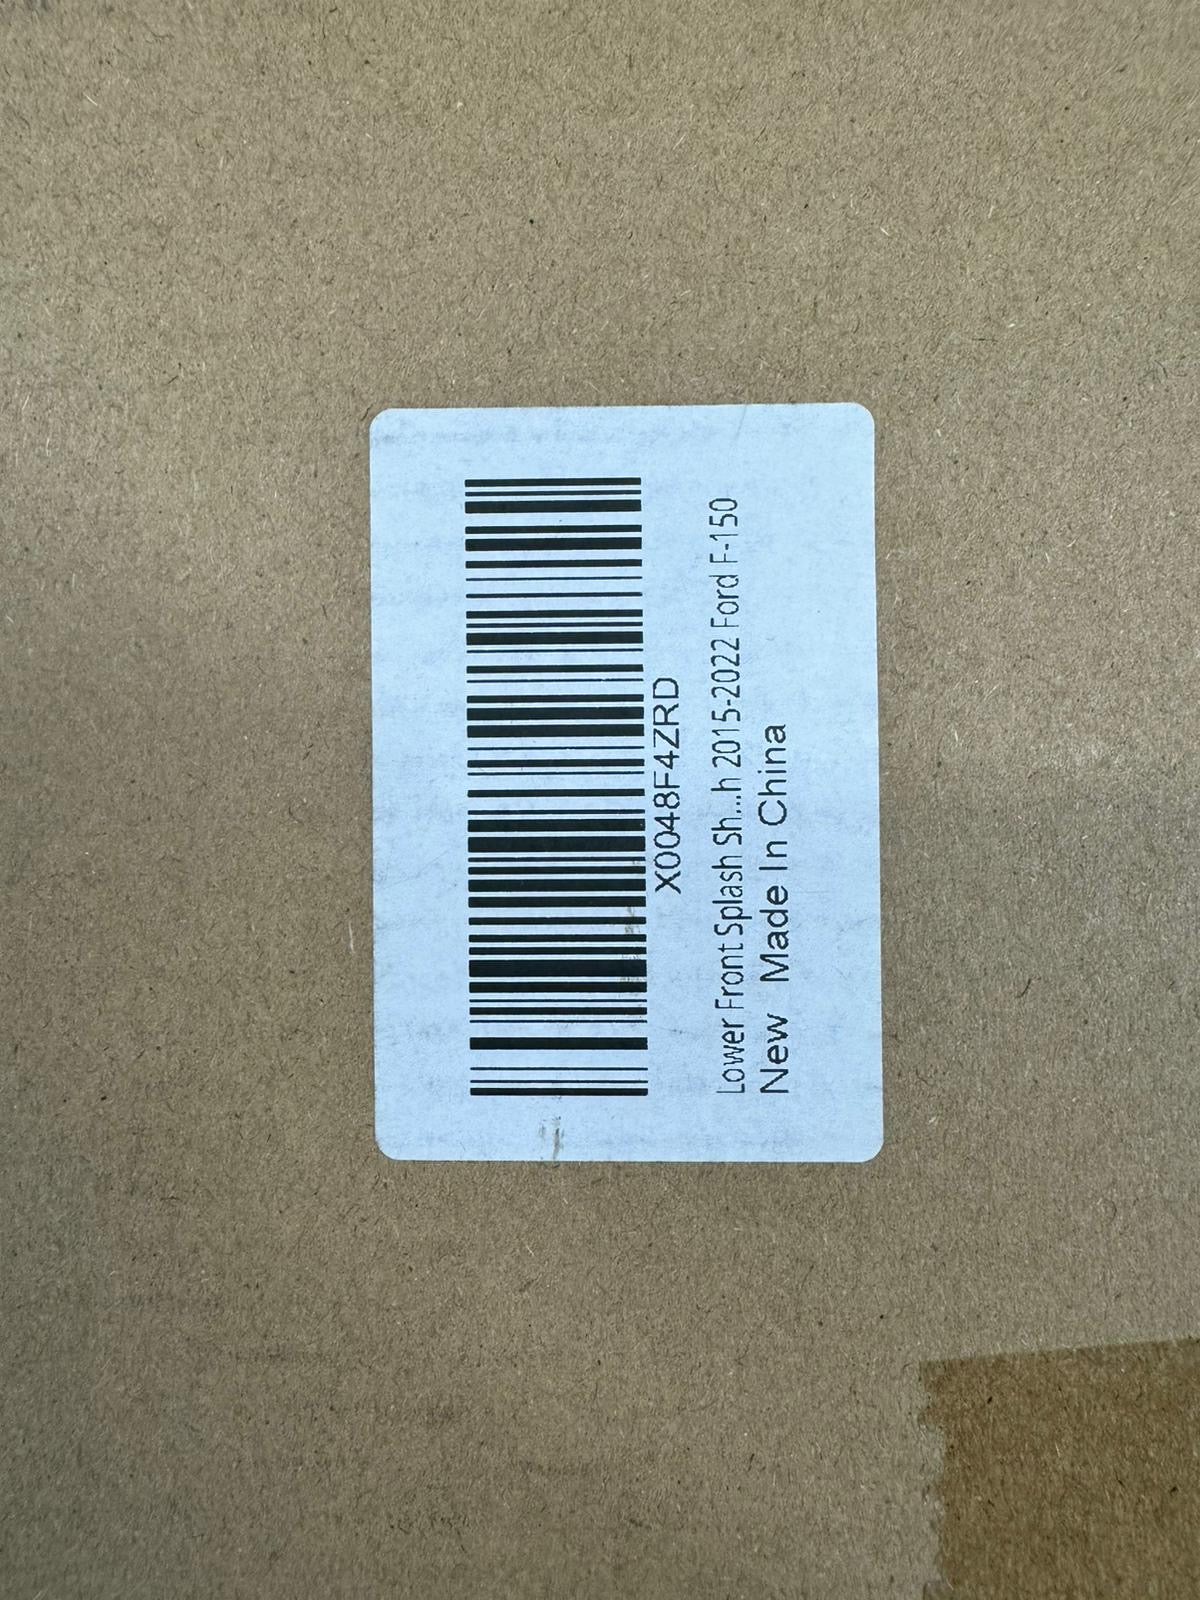 X0048F4ZRD
Lower Front Splash Sh...h 2015-2022 Ford F-150
New Made In China